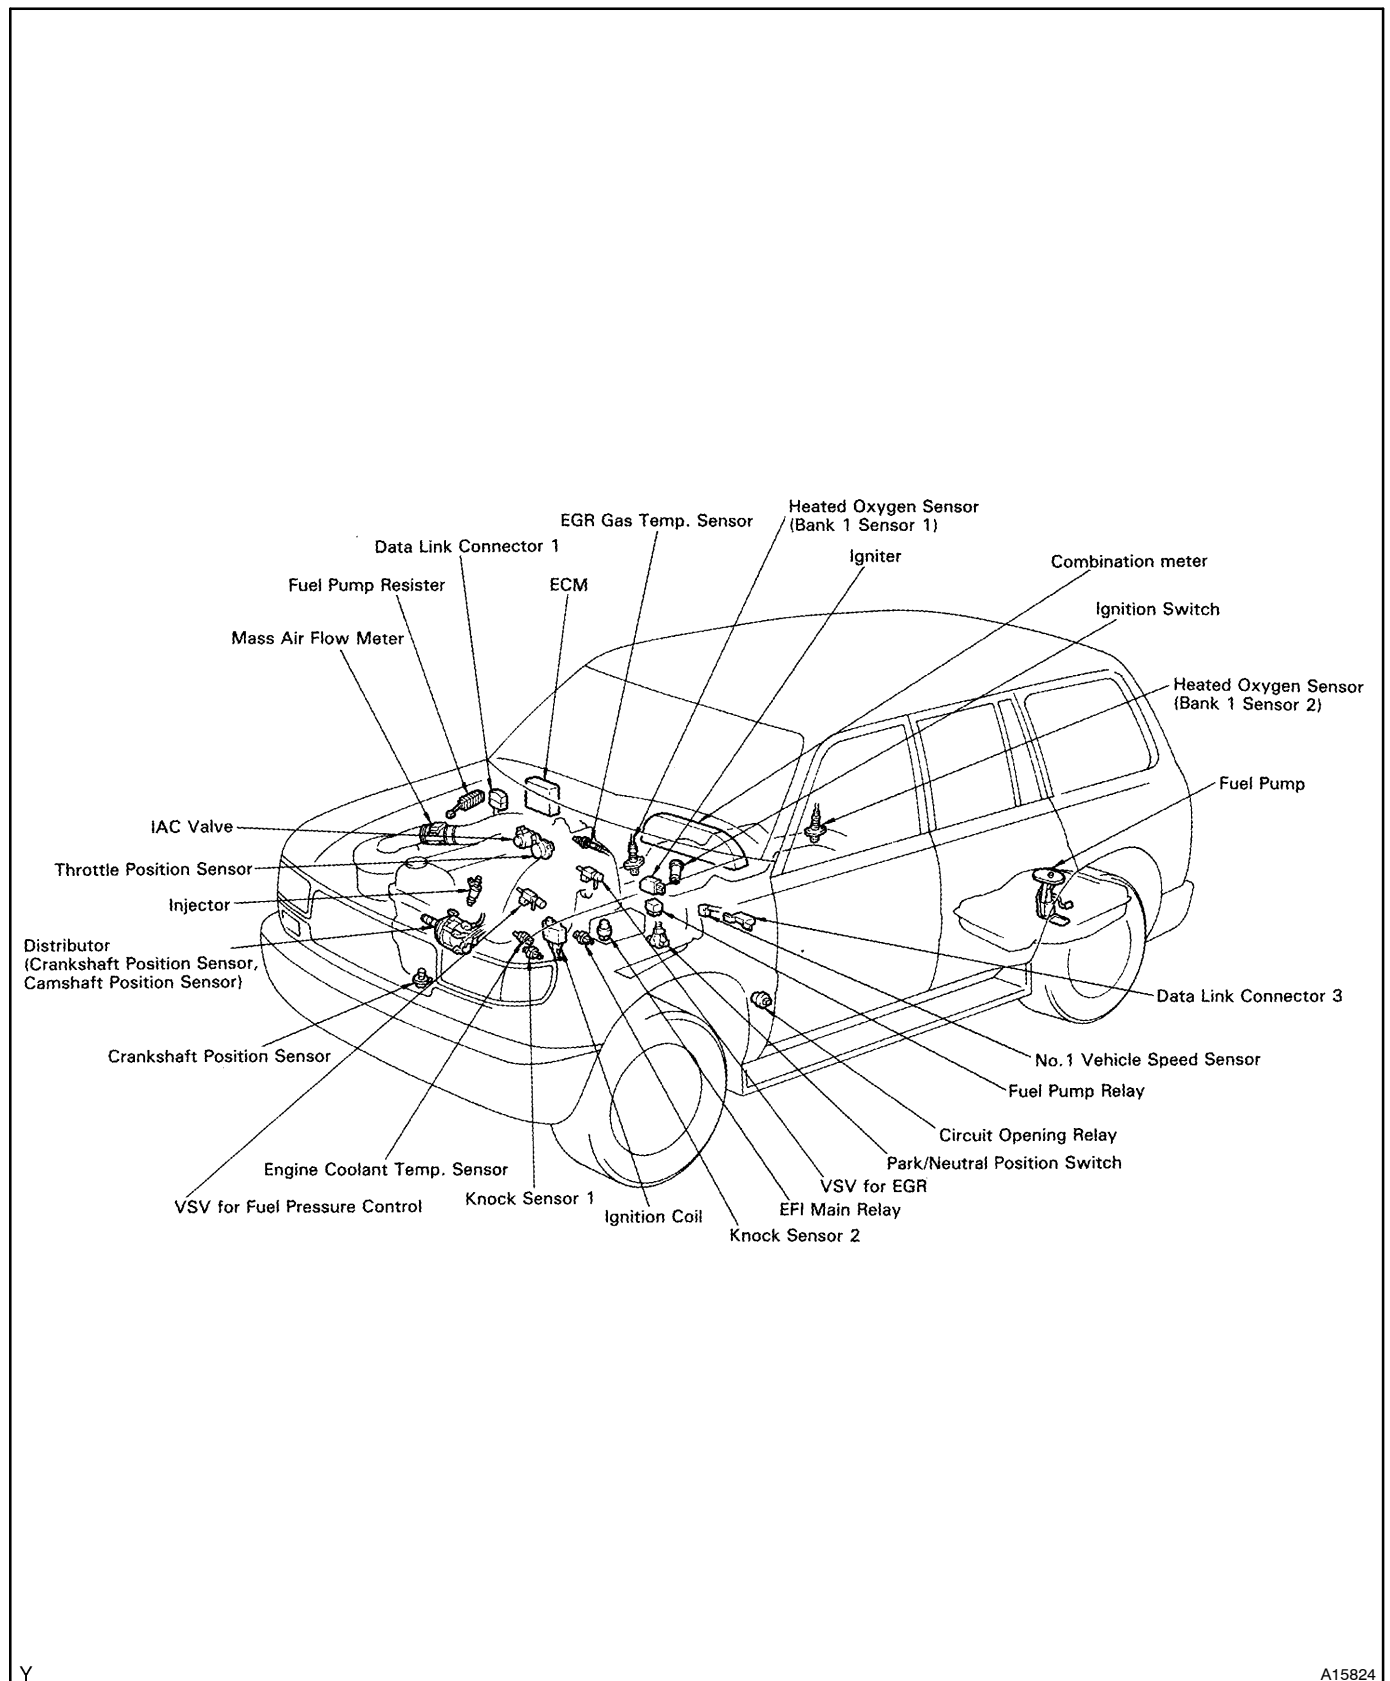 Heated Oxygen Sensor
(Bank 1 Sensor 1)
EGR Gas Temp. Sensor
Data Link Connector 1
Igniter
Combination meter
Fuel Pump Resister
ECM
Ignition Switch
Mass Air Flow Meter
Heated Oxygen Sensor
(Bank 1 Sensor 2)
Fuel Pump
IAC Valve
Throttle Position Sensor
Injector
Distributor
(Crankshaft Position Sensor,
Camshaft Position Sensor)
Data Link Connector 3
Crankshaft Position Sensor
No.1 Vehicle Speed Sensor
Fuel Pump Relay
Circuit Opening Relay
Park/Neutral Position Switch
Engine Coolant Temp. Sensor
VSV for EGR
Knock Sensor 1
VSV for Fuel Pressure Control
EFI Main Relay
Ignition Coil
Knock Sensor 2
Y
A15824